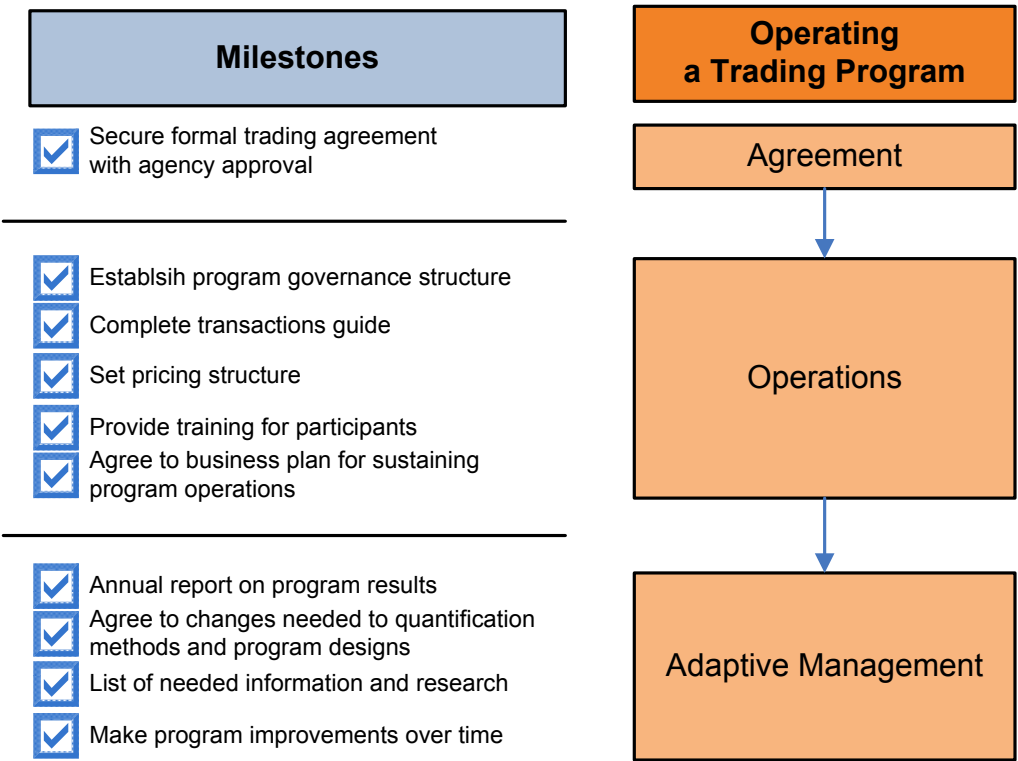 Milestones
Operating
a Trading Program
Secure formal trading agreement
with agency approval
Agreement
Establsih program governance structure
Complete transactions guide
Set pricing structure
Provide training for participants
Agree to business plan for sustaining
program operations
Operations
Annual report on program results
Agree to changes needed to quantification
methods and program designs
List of needed information and research
Make program improvements over time
Adaptive Management